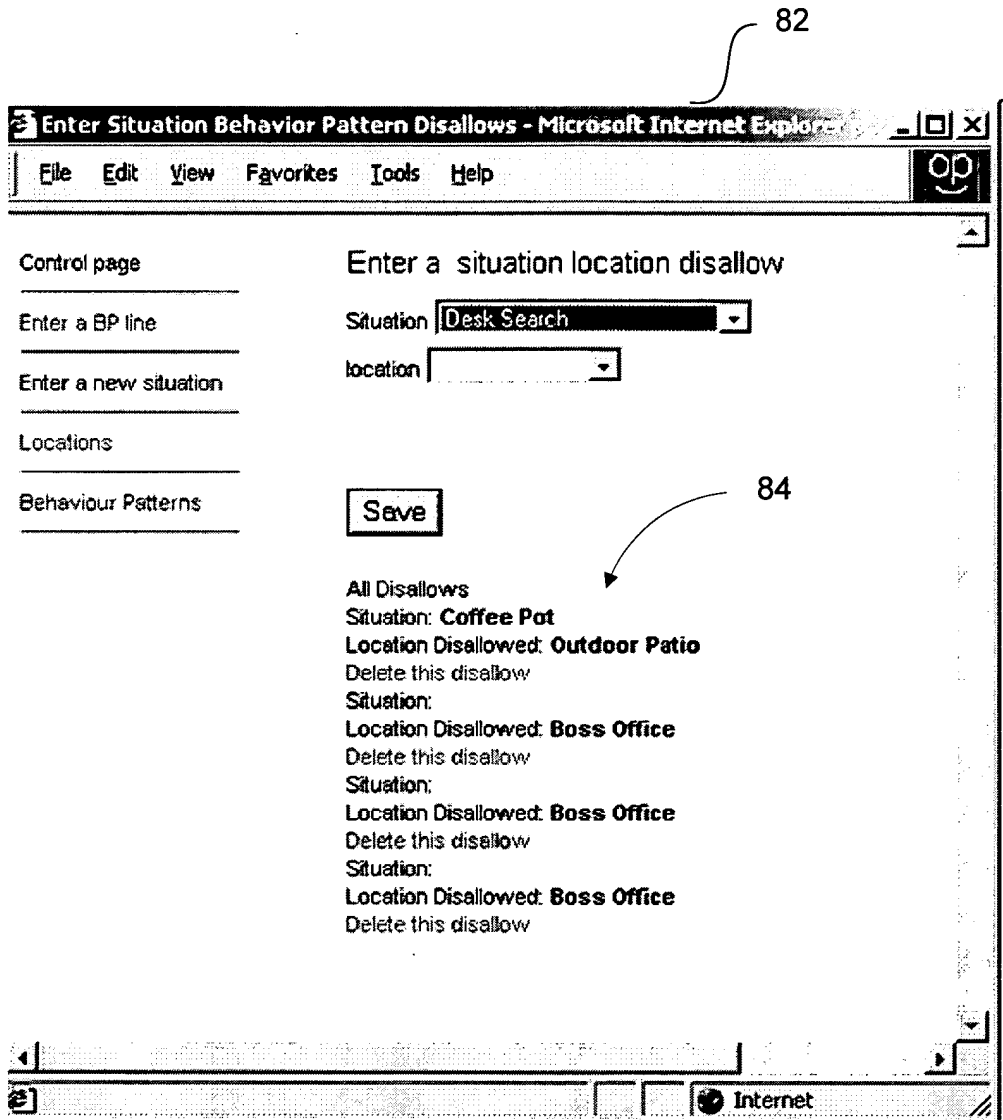 82
Enter Situation Behavior Pattern Disallows - Microsoft Internet Explorer
File Edit View Favorites Tools Help
op
Control page
Enter a BP line
Enter a new situation
Locations
Behaviour Patterns
Enter a situation location disallow
Situation Desk Search
location
Save
84
All Disallows
Situation: Coffee Pot
Location Disallowed: Outdoor Patio
Delete this disallow
Situation:
Location Disallowed: Boss Office
Delete this disallow
Situation:
Location Disallowed: Boss Office
Delete this disallow
Situation:
Location Disallowed: Boss Office
Delete this disallow
Internet